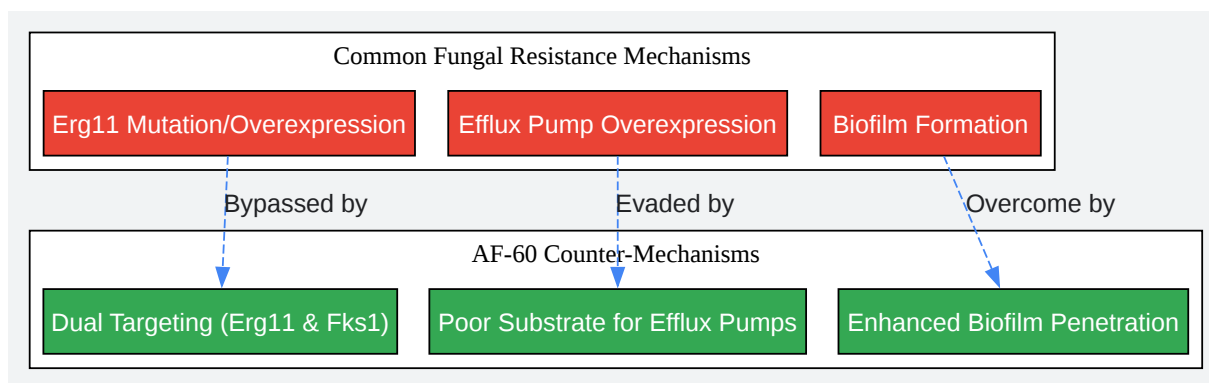 Common Fungal Resistance Mechanisms
Erg11 Mutation/Overexpression
Efflux Pump Overexpression
Biofilm Formation
Bypassed by
Evaded by
Overcome by
AF-60 Counter-Mechanisms
Dual Targeting (Erg11 & Fks1)
Poor Substrate for Efflux Pumps
Enhanced Biofilm Penetration